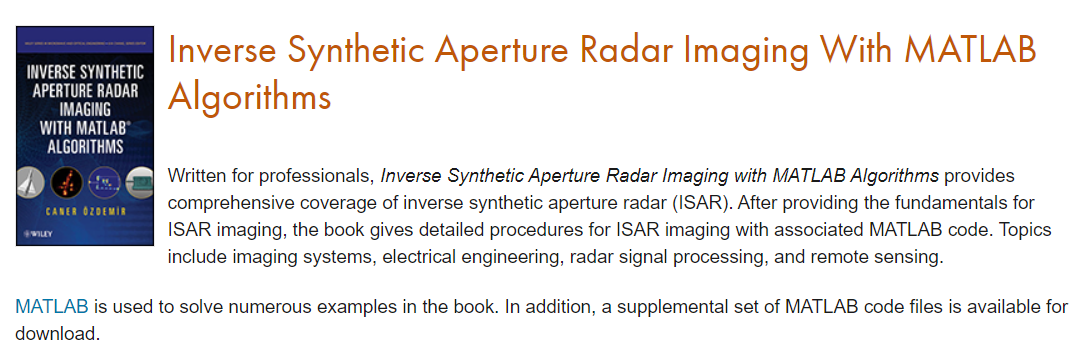 Inverse Synthetic Aperture Radar Imaging With MATLAB
Algorithms
INVERSE SYNTHETIC
APERTURE RADAR
IMAGING
WITH MATLAB®
ALGORITHMS
CANER ÖZDEMİR
WILEY
Written for professionals, Inverse Synthetic Aperture Radar Imaging with MATLAB Algorithms provides
comprehensive coverage of inverse synthetic aperture radar (ISAR). After providing the fundamentals for
ISAR imaging, the book gives detailed procedures for ISAR imaging with associated MATLAB code. Topics
include imaging systems, electrical engineering, radar signal processing, and remote sensing.
MATLAB is used to solve numerous examples in the book. In addition, a supplemental set of MATLAB code files is available for
download.